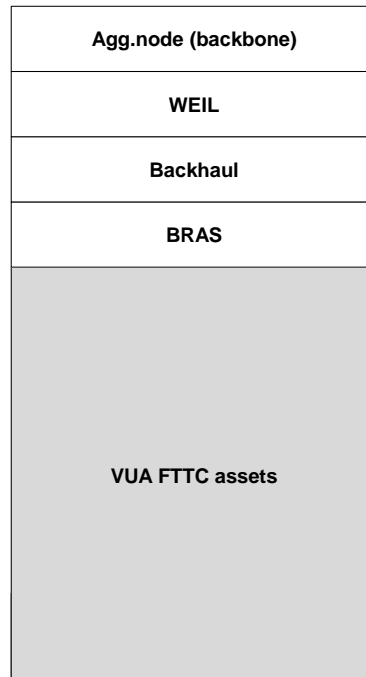 Agg.node (backbone)
WEIL
Backhaul
BRAS
VUA FTTC assets